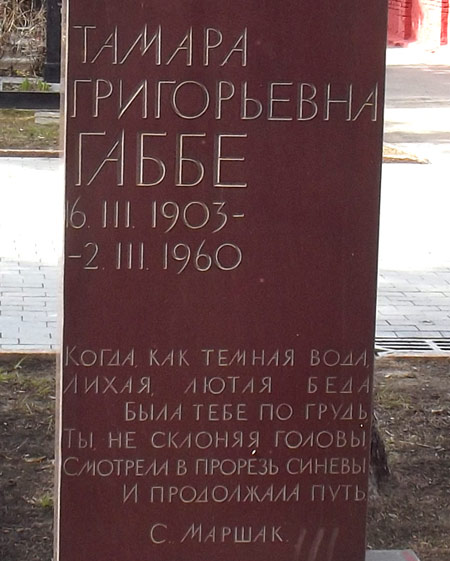 ТАМАРА
ГРИГОРЬЕВНА
ГАББЕ
16. III. 1903-
-2. III. 1960
КОГДА, КАК ТЕМНАЯ ВОДА,
ЛИХАЯ, ЛЮТАЯ БЕДА
БЫЛА ТЕБЕ ПО ГРУДЬ,
ТЫ, НЕ СКЛОНЯЯ ГОЛОВЫ,
СМОТРЕЛА В ПРОРЕЗЬ СИНЕВЫ
И ПРОДОЛЖАЛА ПУТЬ.
С. МАРШАК.